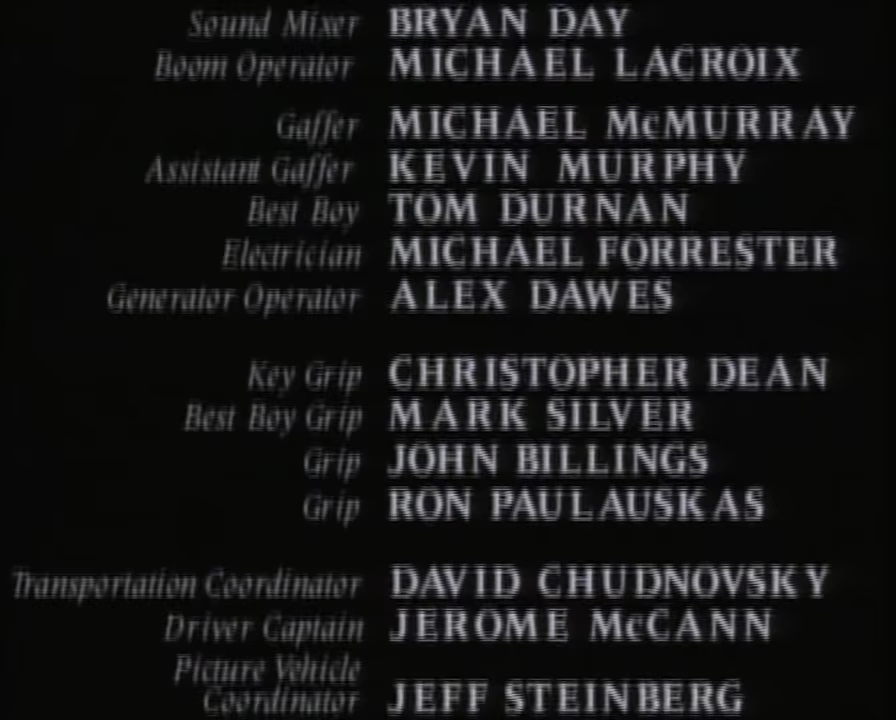 Sound Mixer BRYAN DAY
Boom Operator MICHAEL LACROIX
Gaffer MICHAEL McMURRAY
Assistant Gaffer KEVIN MURPHY
Best Boy TOM DURNAN
Electrician MICHAEL FORRESTER
Generator Operator ALEX DAWES
Key Grip CHRISTOPHER DEAN
Best Boy Grip MARK SILVER
Grip JOHN BILLINGS
Grip RON PAULAUSKAS
Transportation Coordinator DAVID CHUDNOVSKY
Driver Captain JEROME McCANN
Picture Vehicle
Coordinator JEFF STEINBERG